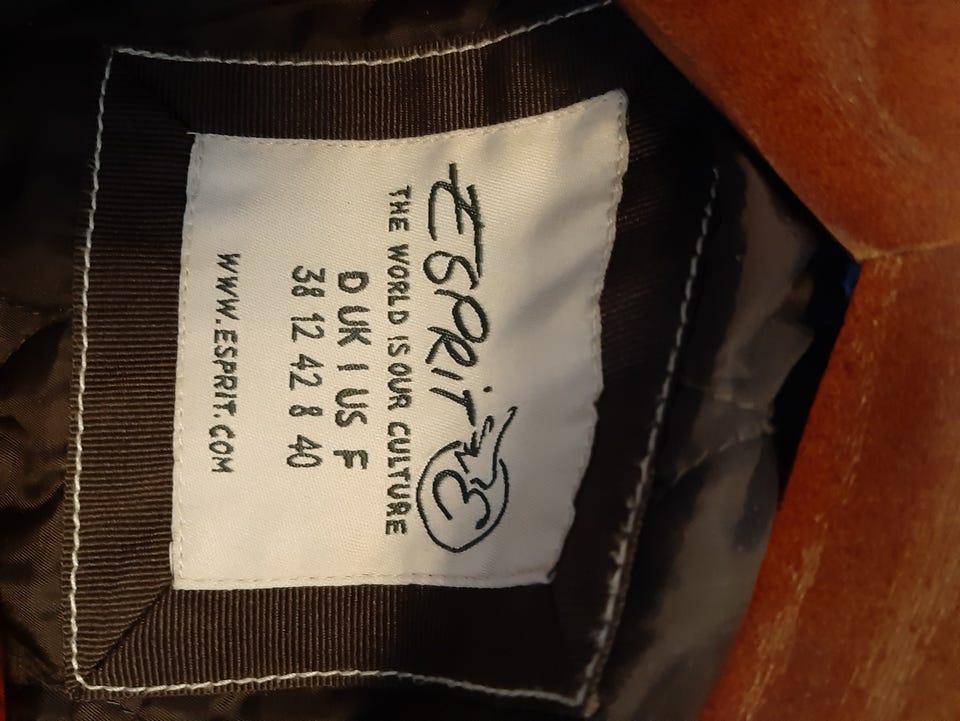 ESPRIT
THE WORLD IS OUR CULTURE
D UK I US F
38 12 42 8 40
WWW.ESPRIT.COM